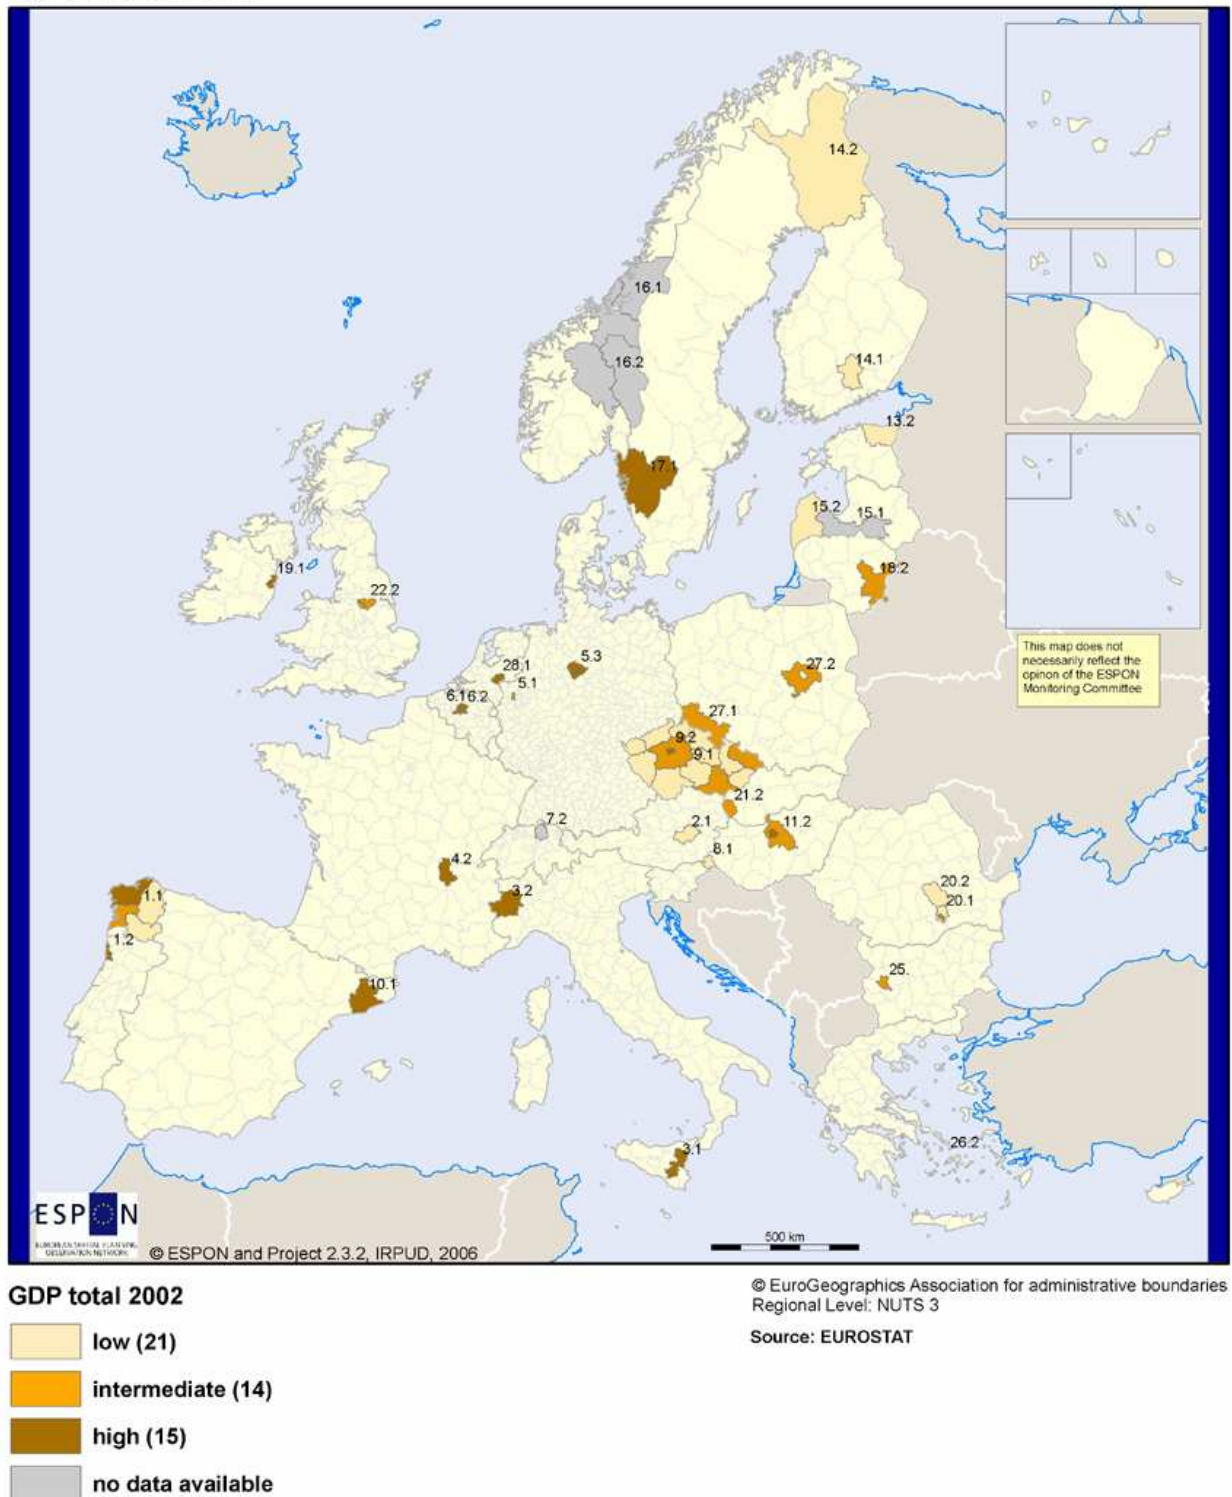 14.2
16.1
16.2
14.1
13.2
17.1
15.2
15.1
19.1
18.2
22.2
This map does not
necessarily reflect the
opinon of the ESPON
Monitoring Committee
5.3
28.1
27.2
5.1
6.1 6.2
27.1
9.2
9.1
21.2
7.2
2.1
11.2
8.1
4.2
3.2
20.2
1.1
20.1
1.2
25.
10.1
26.2
3.1
ESPON
EUROPEAN SPATIAL PLANNING
OBSERVATION NETWORK
© ESPON and Project 2.3.2, IRPUD, 2006
500 km
GDP total 2002
low (21)
intermediate (14)
high (15)
no data available
© EuroGeographics Association for administrative boundaries
Regional Level: NUTS 3
Source: EUROSTAT